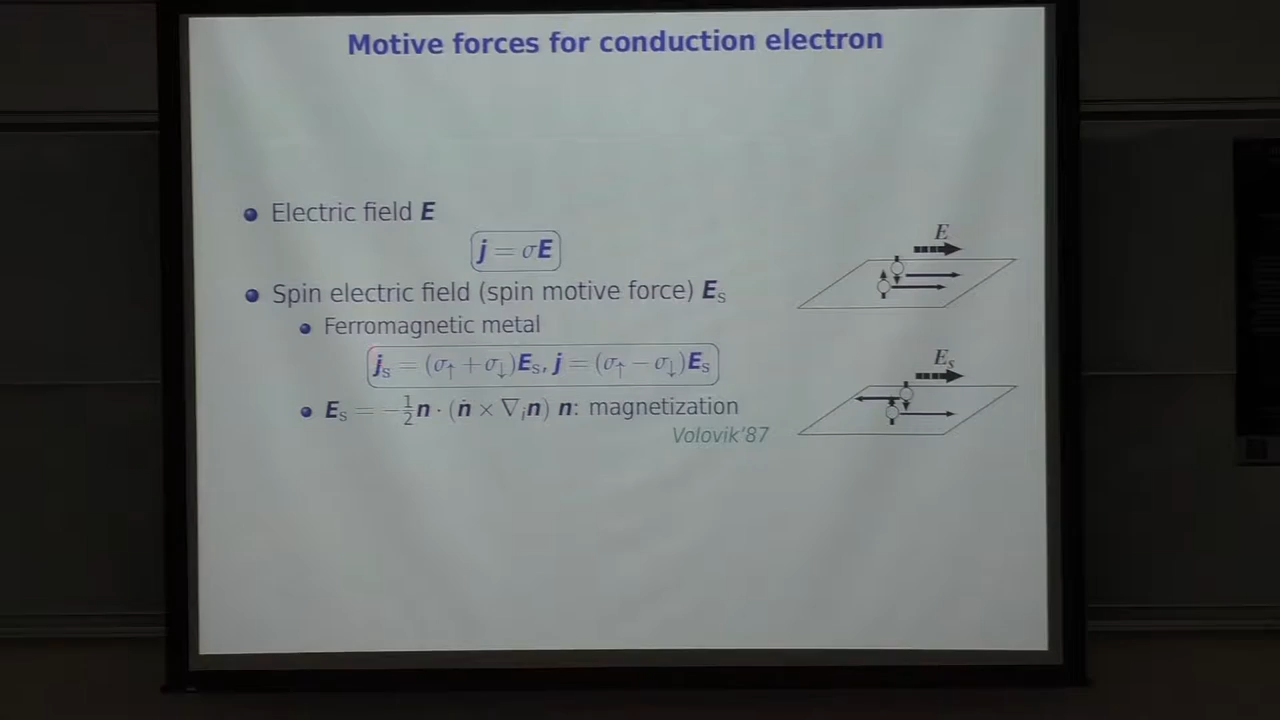 Motive forces for conduction electron
Electric field E
j = σE
Spin electric field (spin motive force) Eₛ
Ferromagnetic metal
jₛ = (σ↑ + σ↓)Eₛ, j = (σ↑ − σ↓)Eₛ
Eₛ = −½n · (ṅ × ∇ᵢn) n: magnetization
Volovik'87
E
Eₛ